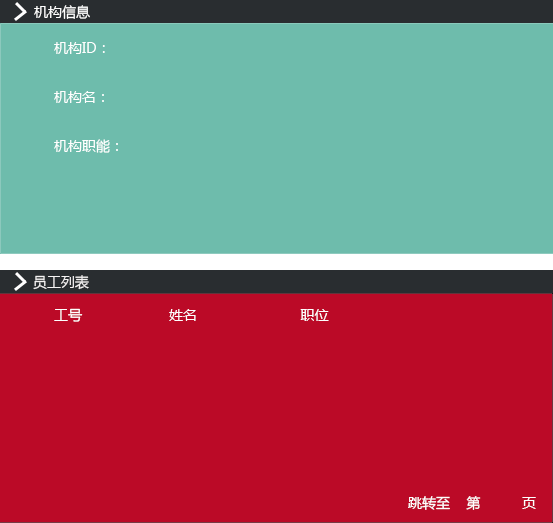 机构信息
机构ID：
机构名：
机构职能：
员工列表
工号 姓名 职位
跳转至 第 页